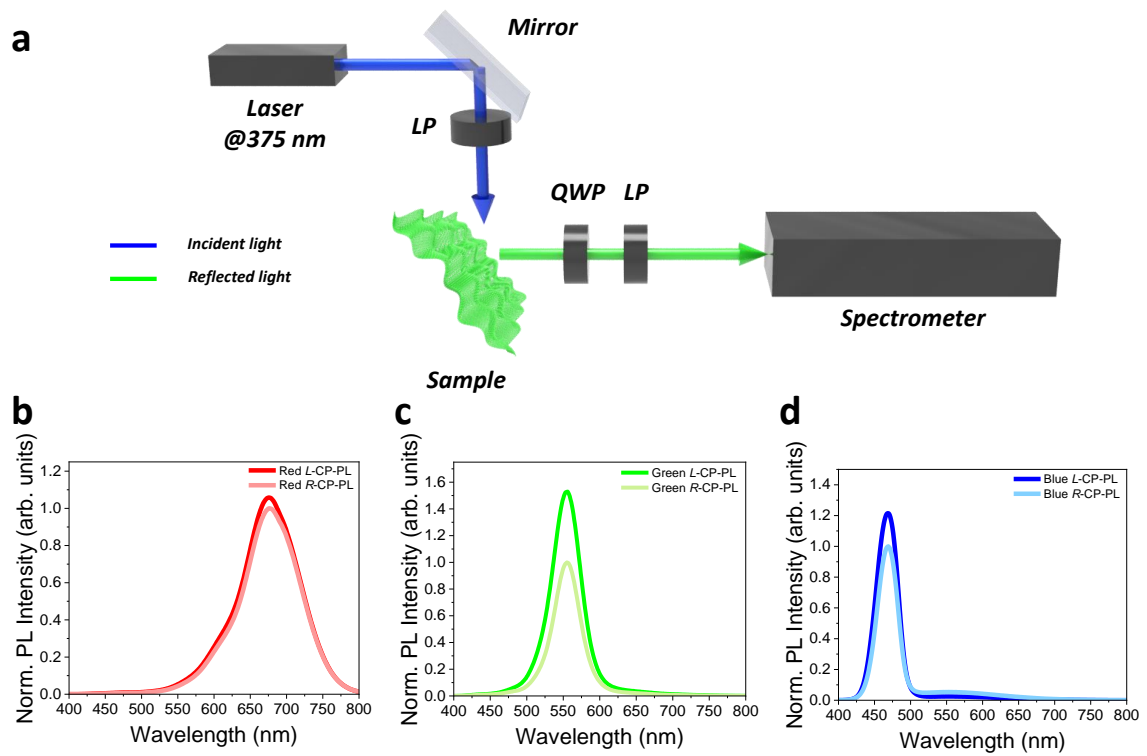 a
Mirror
Laser
@375 nm
LP
QWP
LP
Incident light
Reflected light
Spectrometer
Sample
b
Norm. PL Intensity (arb. units)
1.2
1.0
0.8
0.6
0.4
0.2
0.0
Red L-CP-PL
Red R-CP-PL
400 450 500 550 600 650 700 750 800
Wavelength (nm)
c
Norm. PL Intensity (arb. units)
1.6
1.4
1.2
1.0
0.8
0.6
0.4
0.2
0.0
Green L-CP-PL
Green R-CP-PL
400 450 500 550 600 650 700 750 800
Wavelength (nm)
d
Norm. PL Intensity (arb. units)
1.4
1.2
1.0
0.8
0.6
0.4
0.2
0.0
Blue L-CP-PL
Blue R-CP-PL
400 450 500 550 600 650 700 750 800
Wavelength (nm)